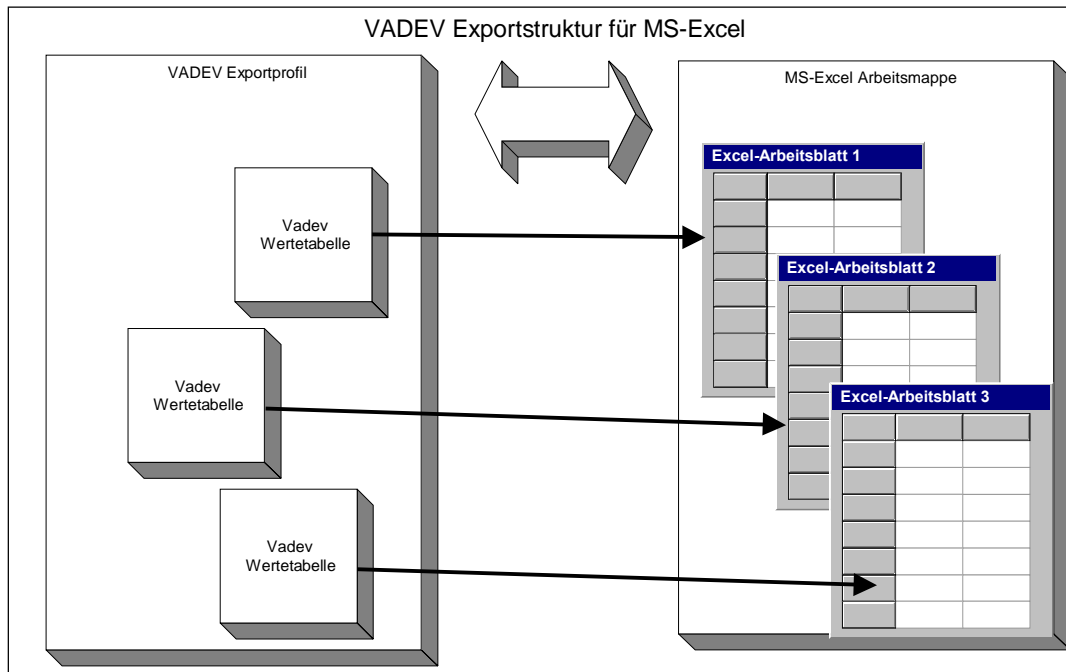 VADEV Exportstruktur für MS-Excel
VADEV Exportprofil
MS-Excel Arbeitsmappe
Excel-Arbeitsblatt 1
Vadev
Wertetabelle
Excel-Arbeitsblatt 2
Vadev
Wertetabelle
Excel-Arbeitsblatt 3
Vadev
Wertetabelle